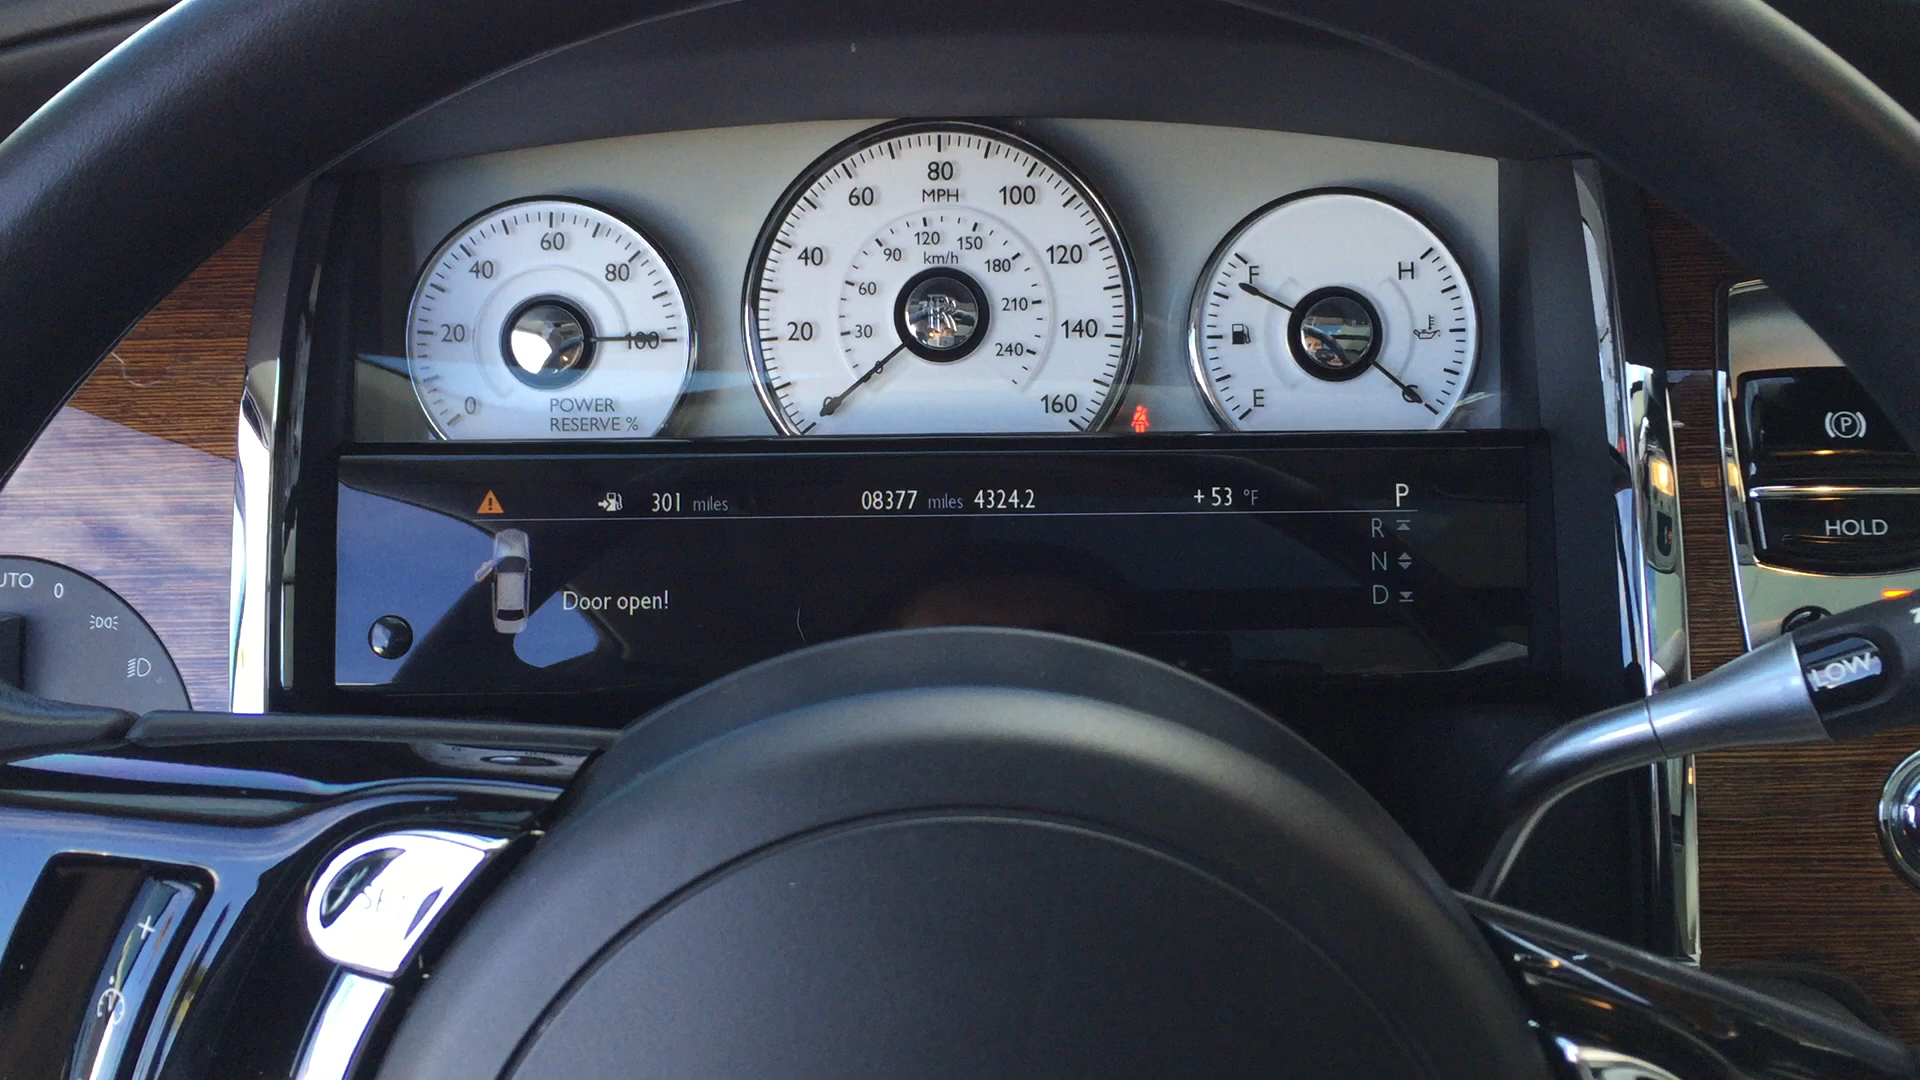 80
60 MPH 100
40 120
20 140
0 160
120 150
90 km/h 180
60 210
30 240
60
40 80
20 100
0 POWER
RESERVE %
F H
E C
301 miles 08377 miles 4324.2 +53 °F P
R
N
D
Door open!
UTO 0
P
HOLD
LOW
+